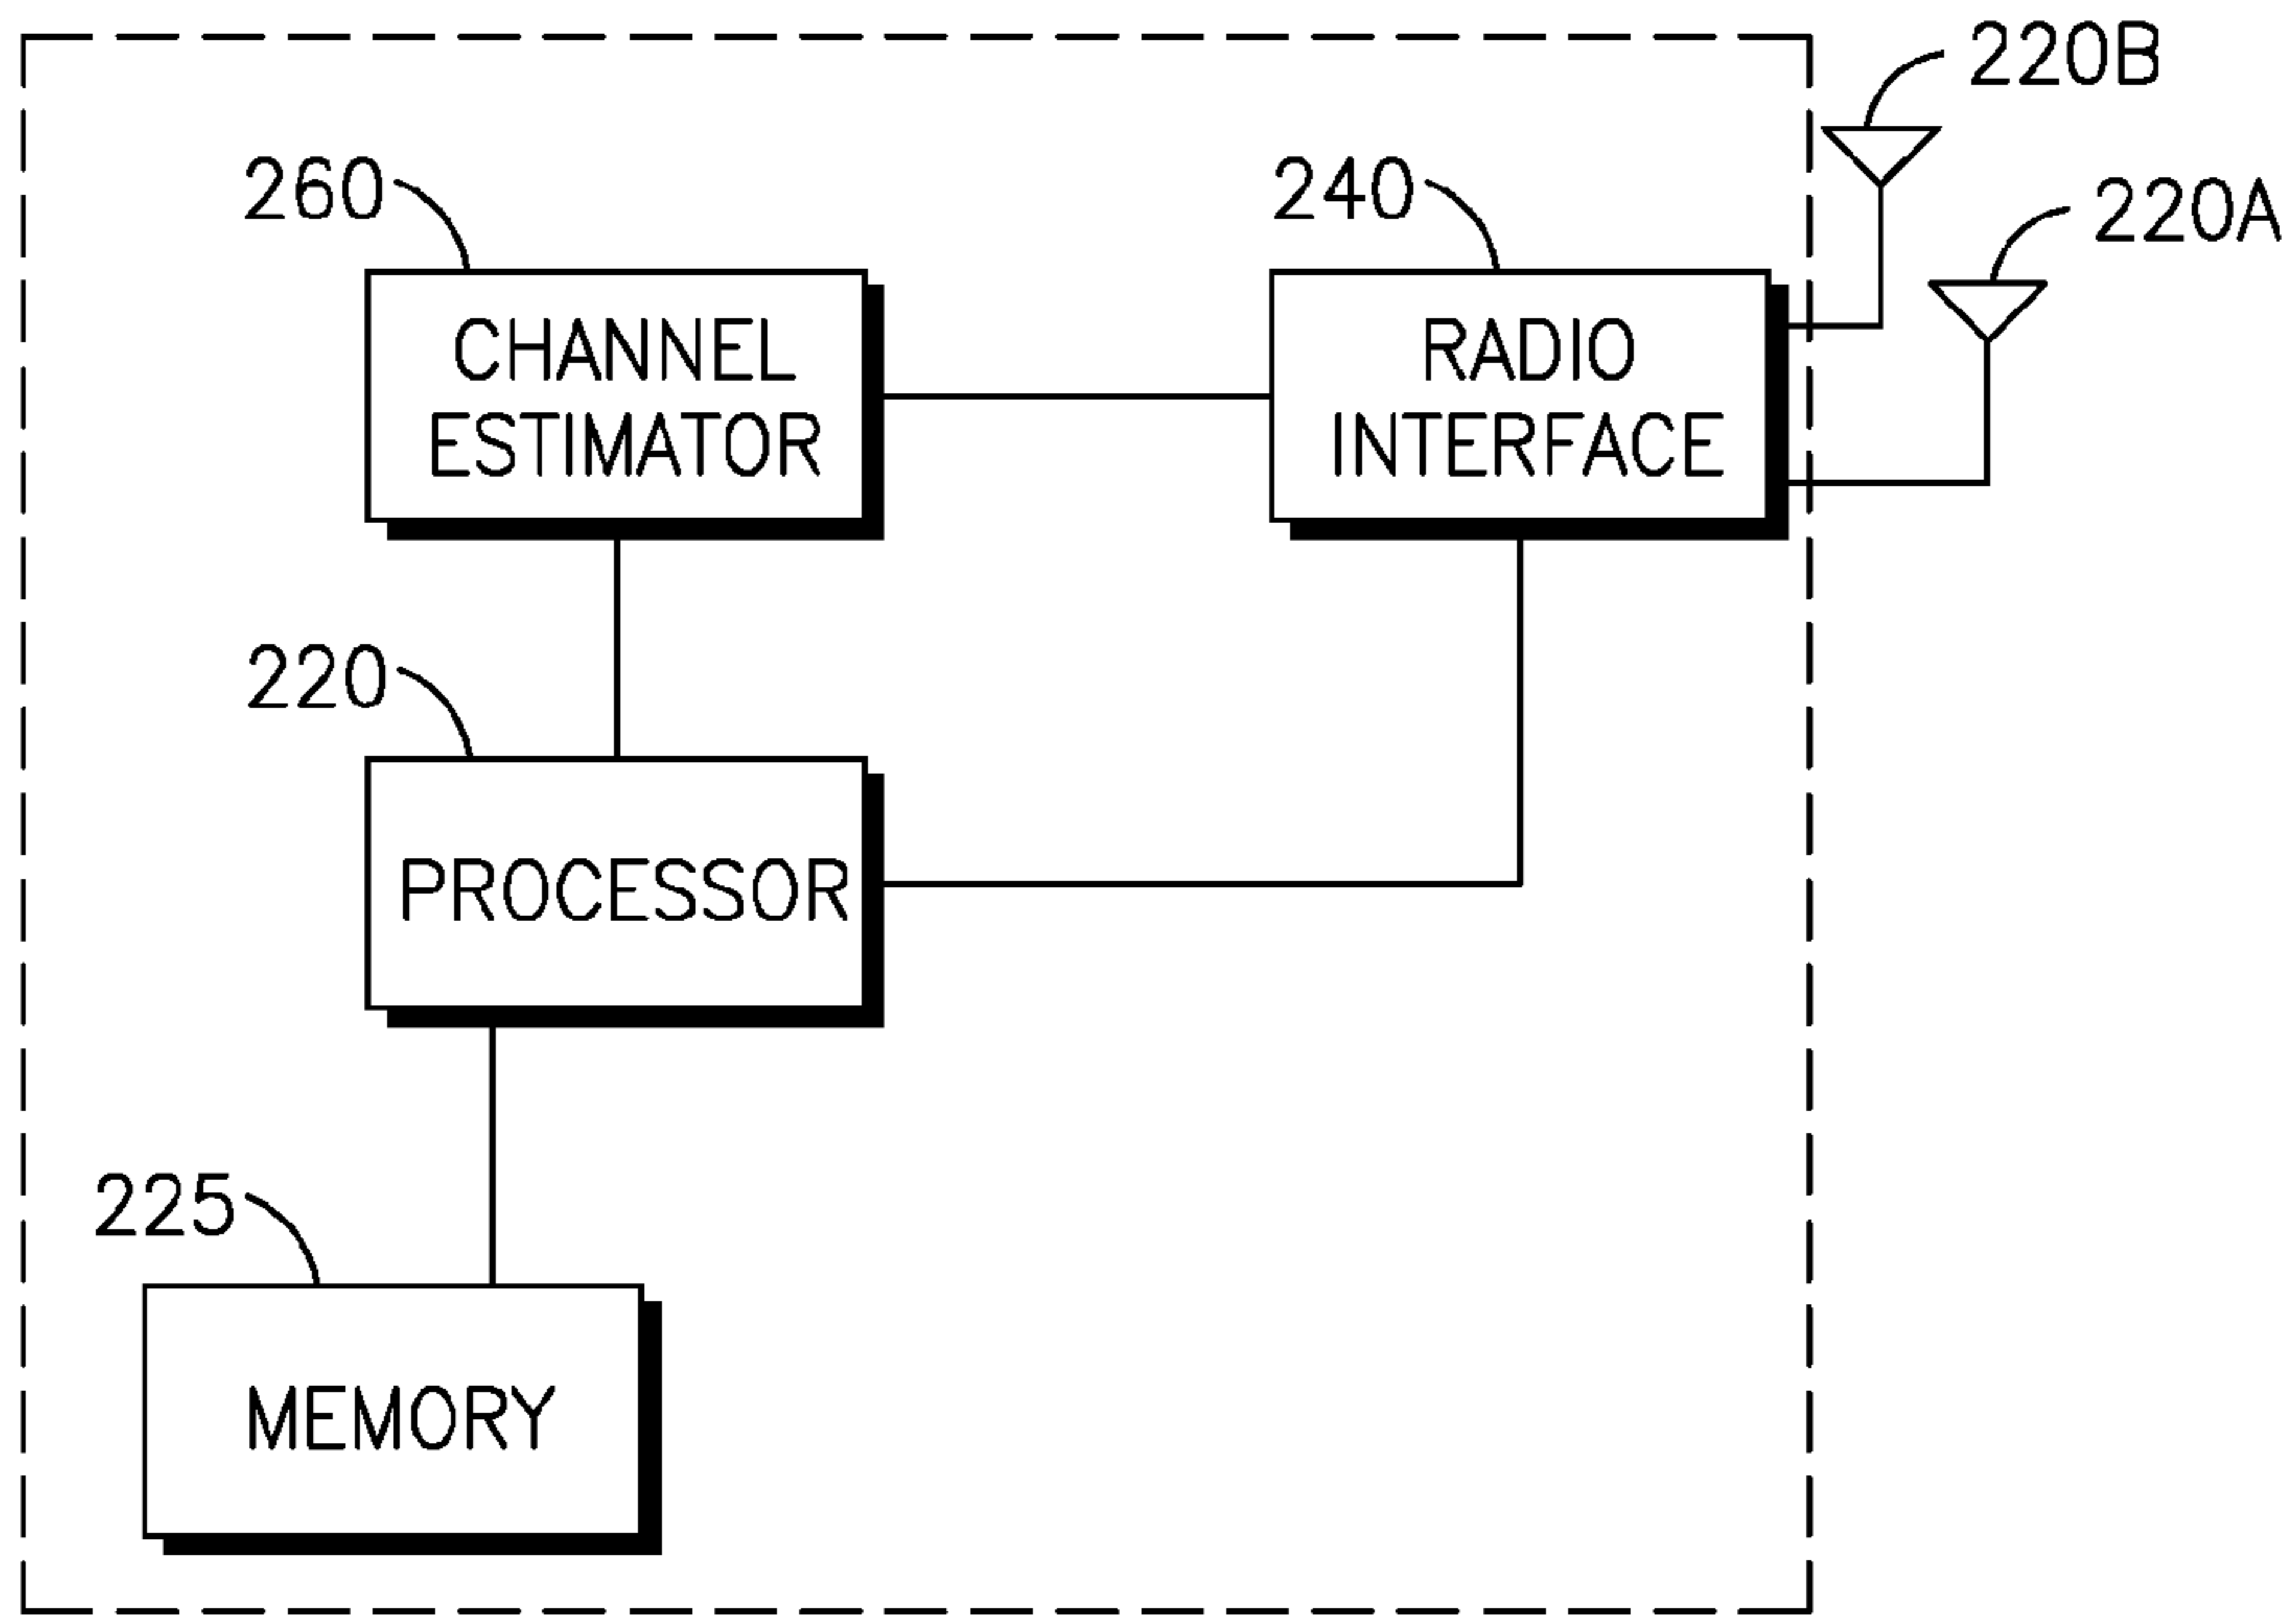 220B
260
240
220A
CHANNEL
ESTIMATOR
RADIO
INTERFACE
220
PROCESSOR
225
MEMORY